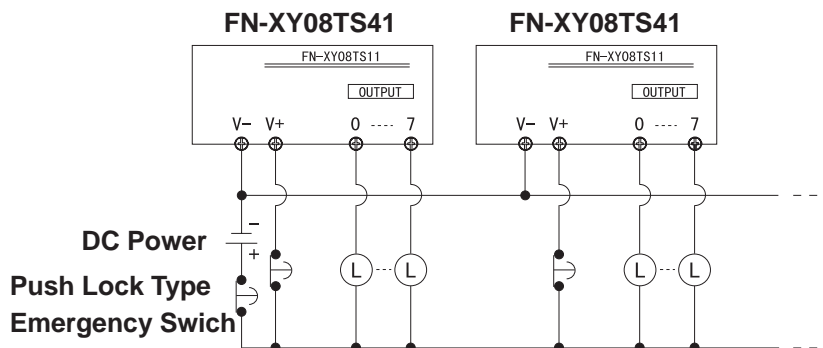 FN-XY08TS41 FN-XY08TS41
FN-XY08TS11 FN-XY08TS11
OUTPUT OUTPUT
V- V+ 0 ---- 7 V- V+ 0 ---- 7
-
DC Power
+
L --- L L --- L
Push Lock Type
Emergency Swich